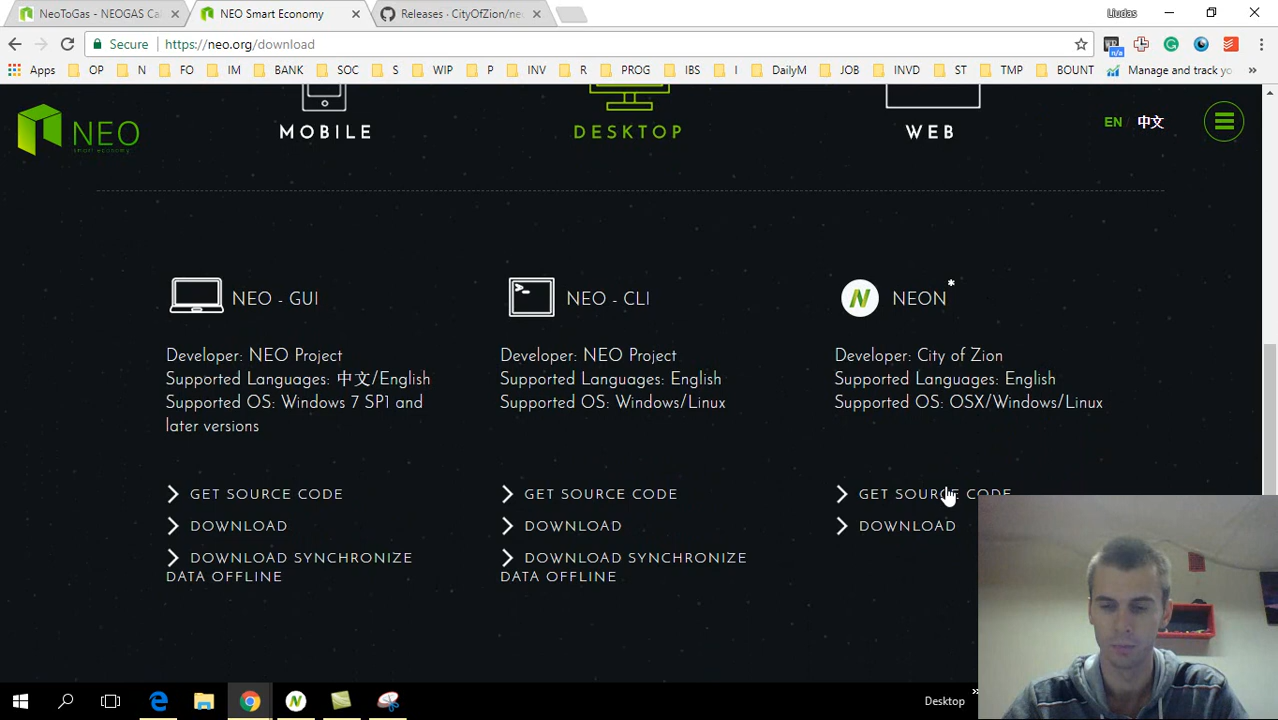 NeoToGas - NEOGAS Ca
NEO Smart Economy
Releases · CityOfZion/ne
Liudas
Secure
https://neo.org/download
n/a
Apps
OP
N
FO
IM
BANK
SOC
S
WIP
P
INV
R
PROG
IBS
I
DailyM
JOB
INVD
ST
TMP
BOUNT
Manage and track yo
NEO
smart economy
MOBILE
DESKTOP
WEB
EN / 中文
NEO - GUI
Developer: NEO Project
Supported Languages: 中文/English
Supported OS: Windows 7 SP1 and
later versions
GET SOURCE CODE
DOWNLOAD
DOWNLOAD SYNCHRONIZE
DATA OFFLINE
NEO - CLI
Developer: NEO Project
Supported Languages: English
Supported OS: Windows/Linux
GET SOURCE CODE
DOWNLOAD
DOWNLOAD SYNCHRONIZE
DATA OFFLINE
NEON*
Developer: City of Zion
Supported Languages: English
Supported OS: OSX/Windows/Linux
GET SOURCE CODE
DOWNLOAD
Desktop